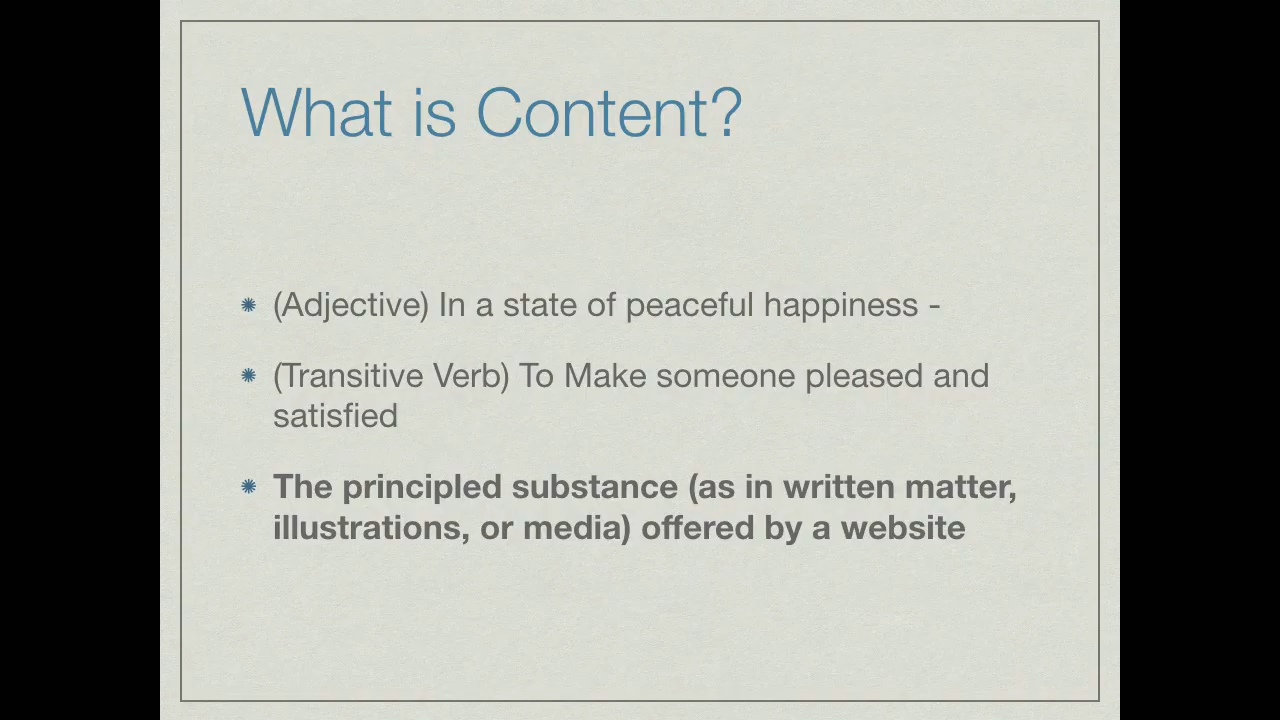 What is Content?
(Adjective) In a state of peaceful happiness -
(Transitive Verb) To Make someone pleased and
satisfied
The principled substance (as in written matter,
illustrations, or media) offered by a website